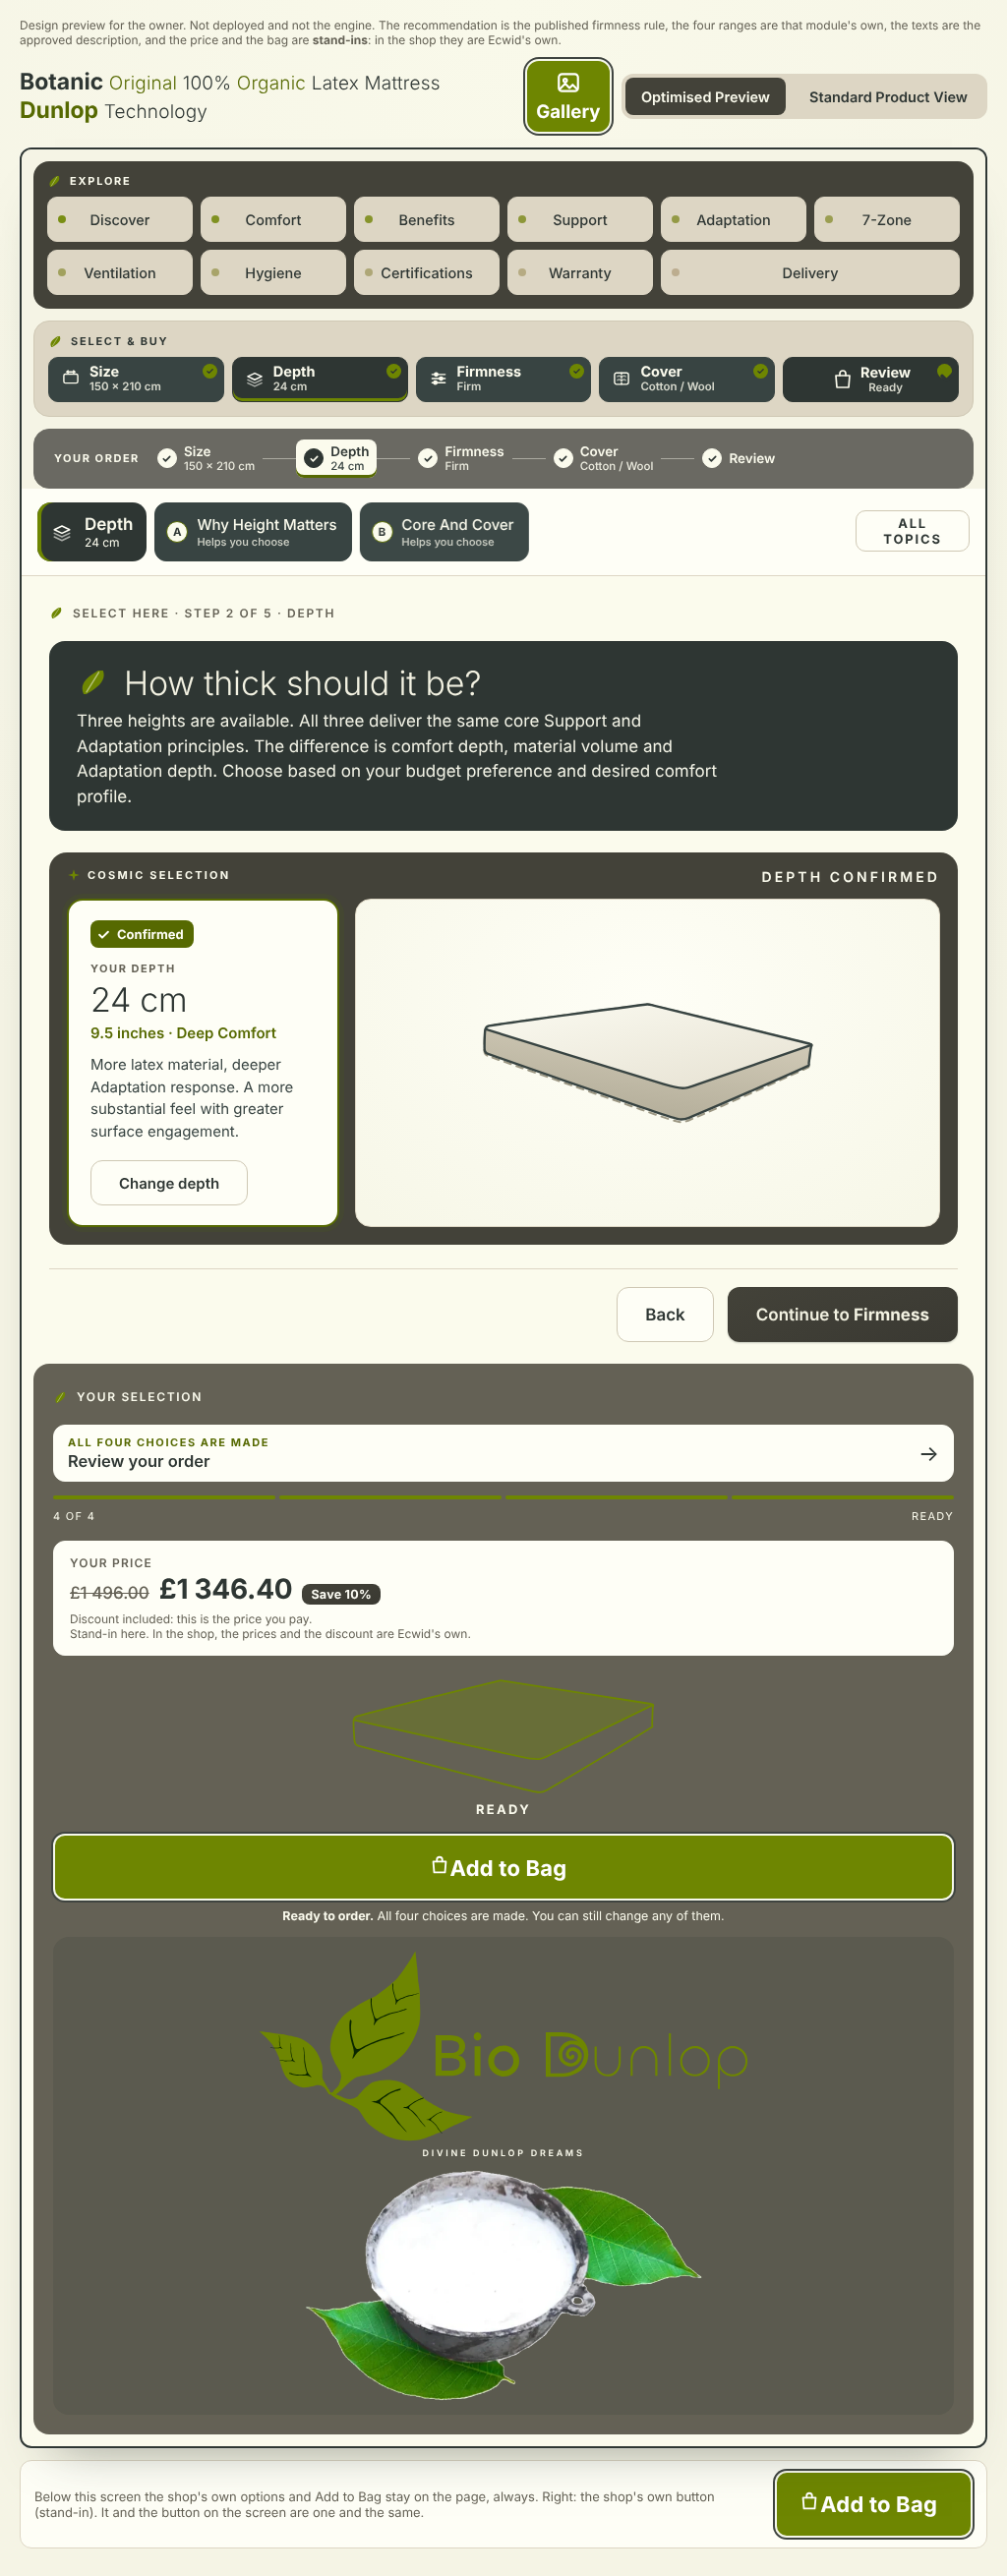 Design preview for the owner. Not deployed and not the engine. The recommendation is the published firmness rule, the four ranges are that module's own, the texts are the
approved description, and the price and the bag are stand-ins: in the shop they are Ecwid's own.
Botanic Original 100% Organic Latex Mattress
Dunlop Technology
Gallery
Optimised Preview
Standard Product View
EXPLORE
Discover
Comfort
Benefits
Support
Adaptation
7-Zone
Ventilation
Hygiene
Certifications
Warranty
Delivery
SELECT & BUY
Size
150 × 210 cm
Depth
24 cm
Firmness
Firm
Cover
Cotton / Wool
Review
Ready
YOUR ORDER
Size
150 × 210 cm
Depth
24 cm
Firmness
Firm
Cover
Cotton / Wool
Review
Depth
24 cm
A
Why Height Matters
Helps you choose
B
Core And Cover
Helps you choose
ALL
TOPICS
SELECT HERE · STEP 2 OF 5 · DEPTH
How thick should it be?
Three heights are available. All three deliver the same core Support and
Adaptation principles. The difference is comfort depth, material volume and
Adaptation depth. Choose based on your budget preference and desired comfort
profile.
COSMIC SELECTION
DEPTH CONFIRMED
Confirmed
YOUR DEPTH
24 cm
9.5 inches · Deep Comfort
More latex material, deeper
Adaptation response. A more
substantial feel with greater
surface engagement.
Change depth
Back
Continue to Firmness
YOUR SELECTION
ALL FOUR CHOICES ARE MADE
Review your order
4 OF 4
READY
YOUR PRICE
£1 496.00 £1 346.40 Save 10%
Discount included: this is the price you pay.
Stand-in here. In the shop, the prices and the discount are Ecwid's own.
READY
Add to Bag
Ready to order. All four choices are made. You can still change any of them.
Bio Dunlop
DIVINE DUNLOP DREAMS
Below this screen the shop's own options and Add to Bag stay on the page, always. Right: the shop's own button
(stand-in). It and the button on the screen are one and the same.
Add to Bag